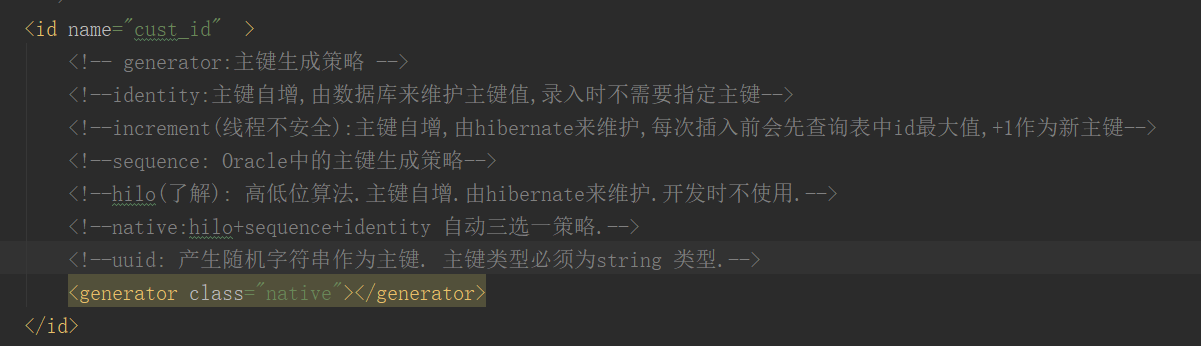 <id name="cust_id"  >
<!-- generator:主键生成策略 -->
<!--identity:主键自增,由数据库来维护主键值,录入时不需要指定主键-->
<!--increment(线程不安全):主键自增,由hibernate来维护,每次插入前会先查询表中id最大值,+1作为新主键-->
<!--sequence: Oracle中的主键生成策略-->
<!--hilo(了解): 高低位算法.主键自增.由hibernate来维护.开发时不使用.-->
<!--native:hilo+sequence+identity 自动三选一策略.-->
<!--uuid: 产生随机字符串作为主键. 主键类型必须为string 类型.-->
<generator class="native"></generator>
</id>